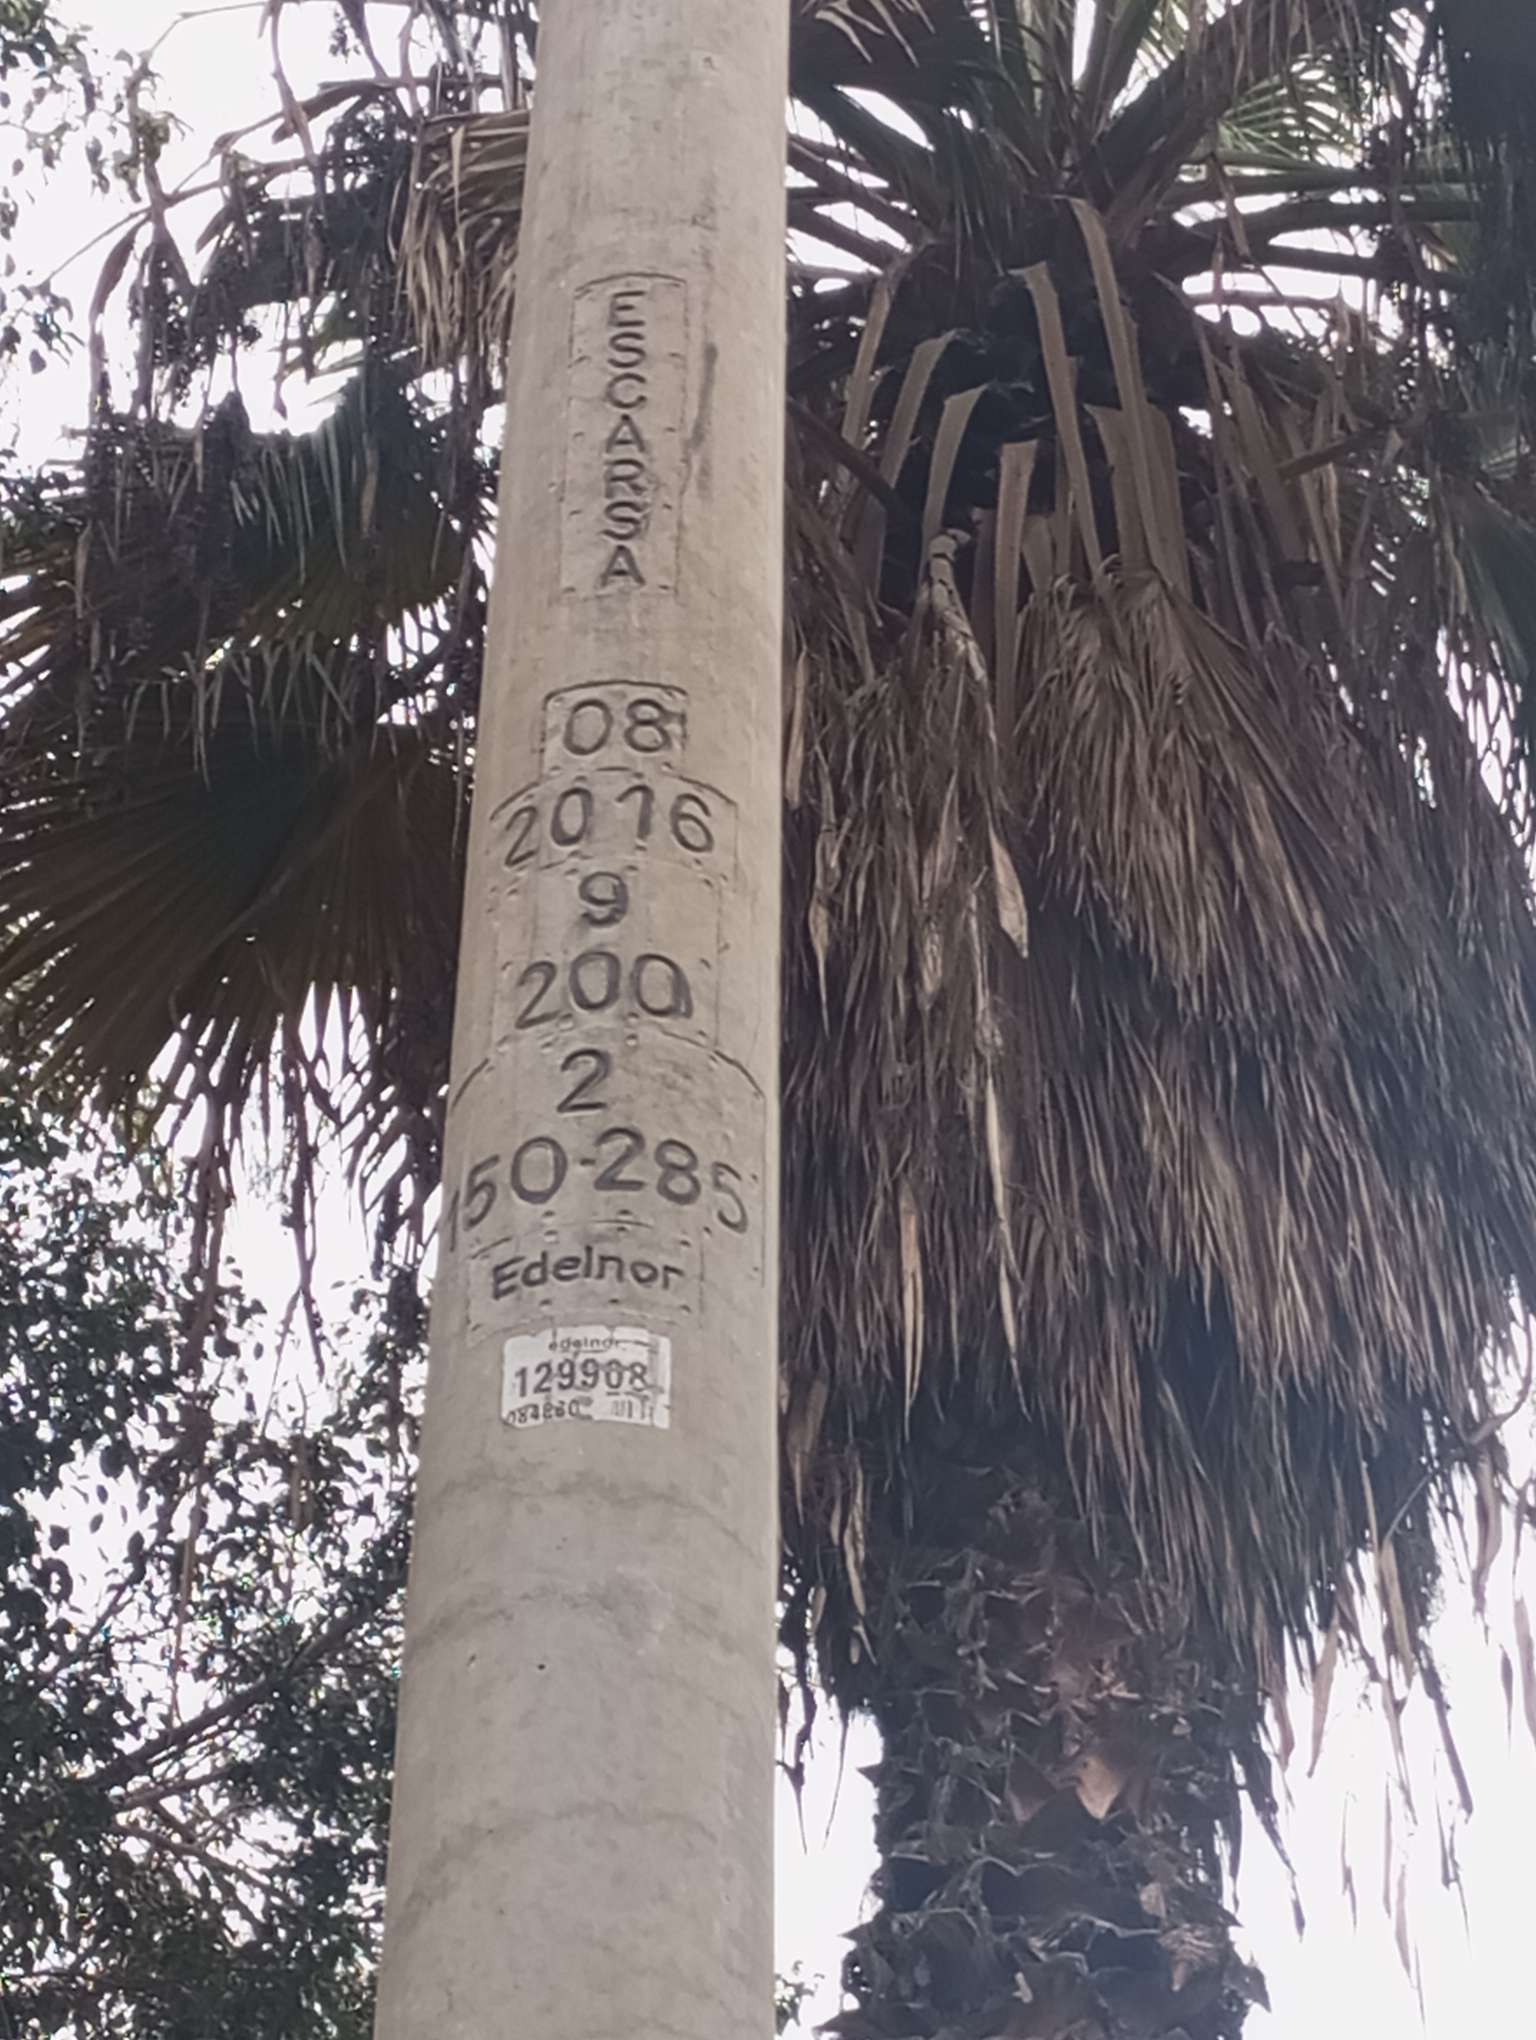 ESCARSA
08
2016
9
200
2
150-285
Edelnor
edelnor
129908